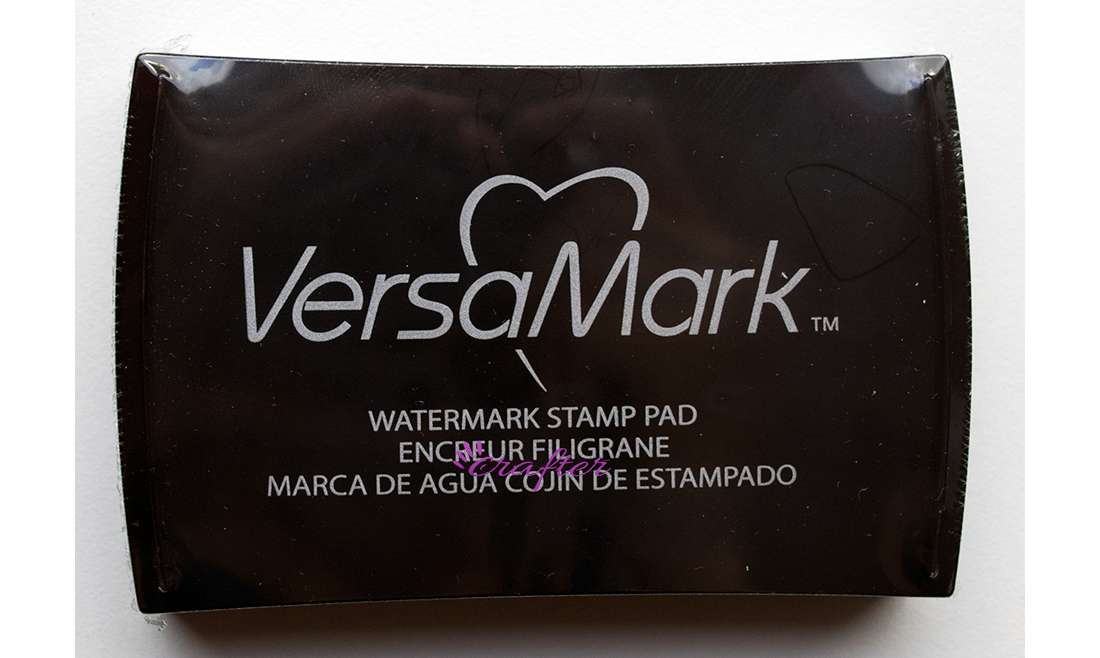 VersaMark™
WATERMARK STAMP PAD
ENCREUR FILIGRANE
crafter
MARCA DE AGUA COJIN DE ESTAMPADO